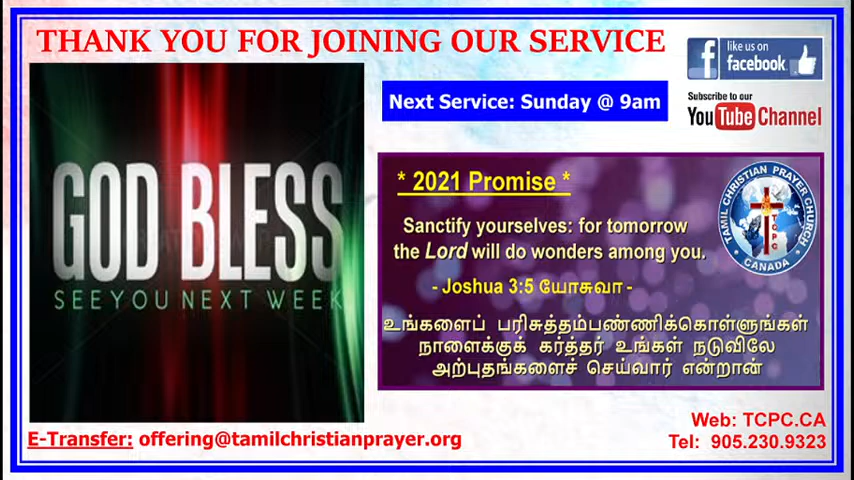 THANK YOU FOR JOINING OUR SERVICE
like us on
facebook
Next Service: Sunday @ 9am
Subscribe to our
YouTube Channel
GOD BLESS
SEE YOU NEXT WEEK
* 2021 Promise *
Sanctify yourselves: for tomorrow
the Lord will do wonders among you.
- Joshua 3:5 யோசுவா -
உங்களைப் பரிசுத்தம்பண்ணிக்கொள்ளுங்கள்
நாளைக்குக் கர்த்தர் உங்கள் நடுவிலே
அற்புதங்களைச் செய்வார் என்றான்
TAMIL CHRISTIAN PRAYER CHURCH
TCPC
CANADA
E-Transfer: offering@tamilchristianprayer.org
Web: TCPC.CA
Tel: 905.230.9323